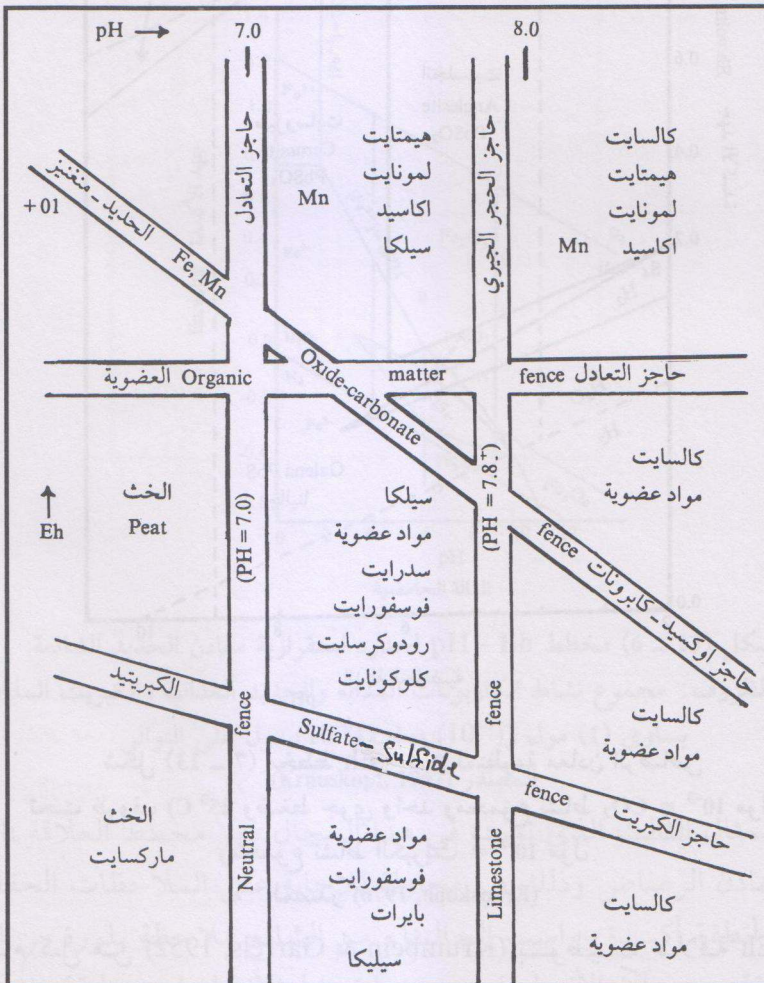 pH → 7.0 8.0
حاجز التعادل
هيمتايت
لمونايت
Mn
اكاسيد
سيلكا
حاجز الحجر الجيري
كالسايت
هيمتايت
لمونايت
Mn اكاسيد
الحديد - منغنيز
Fe, Mn
+01
Oxide-carbonate
العضوية Organic matter fence حاجز التعادل
الخث
Peat
Eh
(PH = 7.0)
سيلكا
مواد عضوية
سدرايت
فوسفورايت
رودوكرسايت
كلوكونايت
(PH = 7.8⁺)
كالسايت
مواد عضوية
fence حاجز اوكسيد - كابرونات
الكبريتيد
fence
Sulfate - Sulfide
fence
fence حاجز الكبريت
كالسايت
مواد عضوية
الخث
ماركسايت
Neutral
مواد عضوية
فوسفورايت
بايرات
سيليكا
Limestone
كالسايت
مواد عضوية